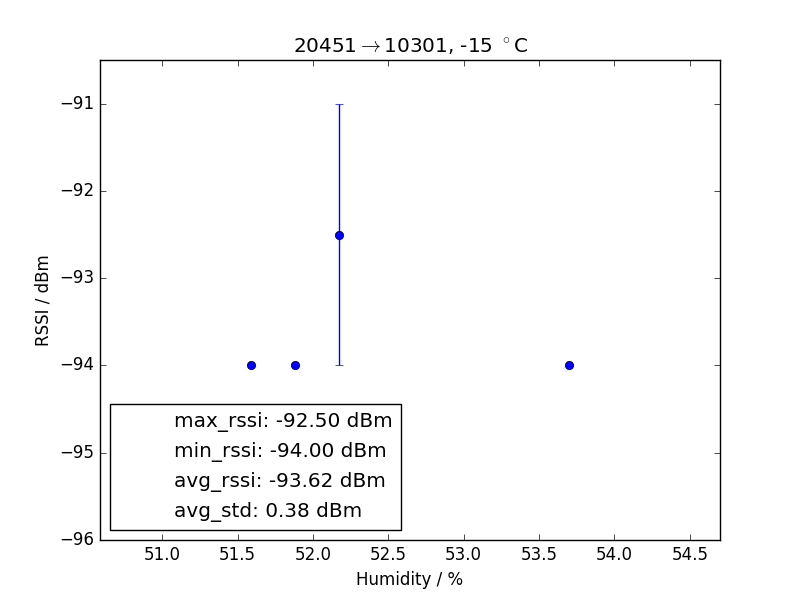 20451→10301, -15 °C
−91
−92
−93
−94
−95
−96
RSSI / dBm
max_rssi: -92.50 dBm
min_rssi: -94.00 dBm
avg_rssi: -93.62 dBm
avg_std: 0.38 dBm
51.0 51.5 52.0 52.5 53.0 53.5 54.0 54.5
Humidity / %